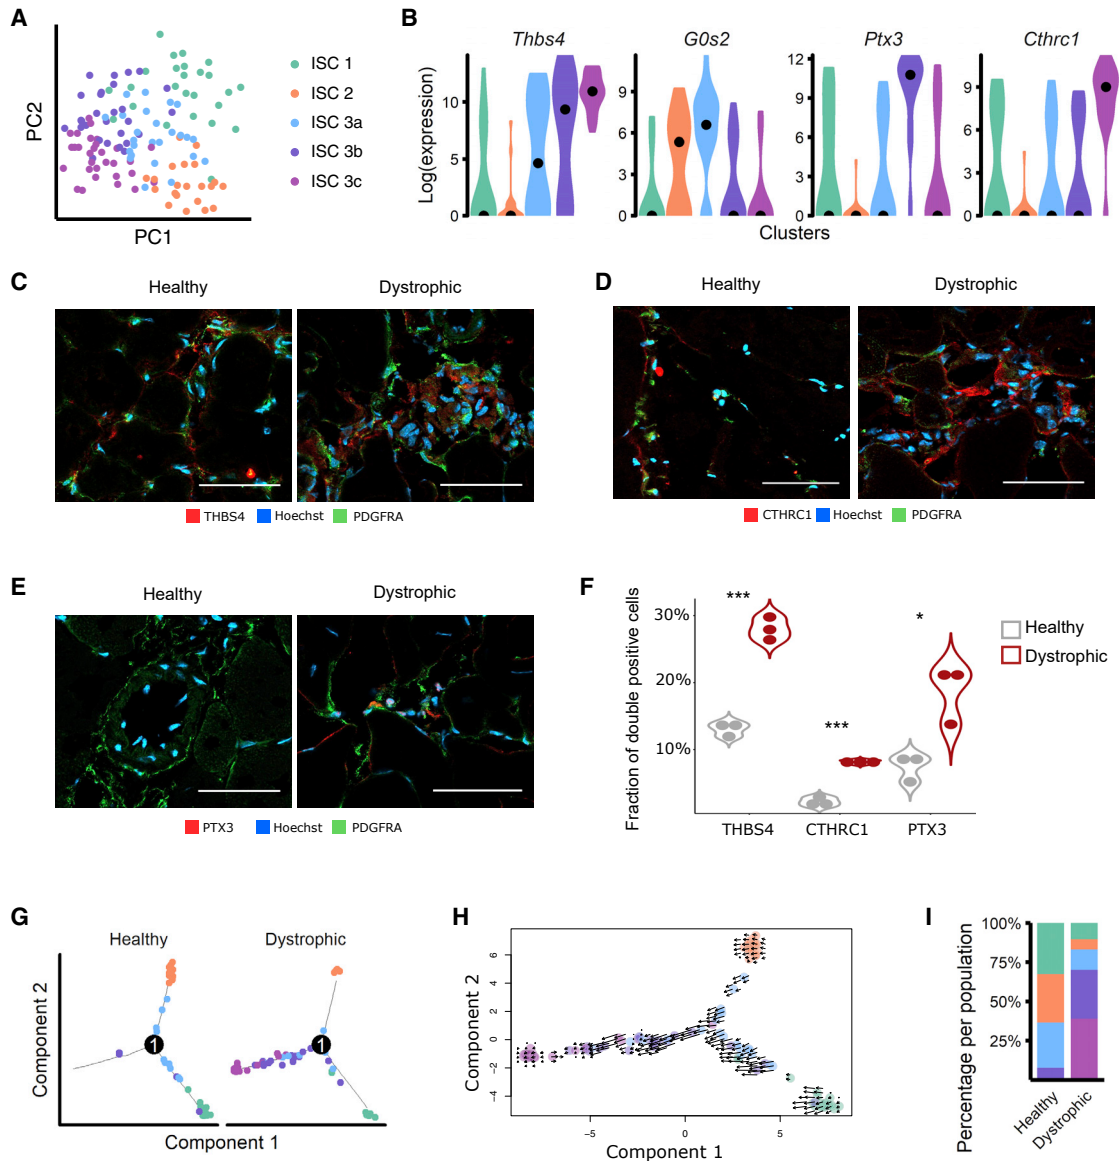 A
PC2
PC1
ISC 1
ISC 2
ISC 3a
ISC 3b
ISC 3c
B
Thbs4
G0s2
Ptx3
Cthrc1
Log(expression)
10
5
0
9
6
3
0
12
9
6
3
0
9
6
3
0
Clusters
C
Healthy
Dystrophic
THBS4 Hoechst PDGFRA
D
Healthy
Dystrophic
CTHRC1 Hoechst PDGFRA
E
Healthy
Dystrophic
PTX3 Hoechst PDGFRA
F
Fraction of double positive cells
30%
20%
10%
***
***
*
THBS4
CTHRC1
PTX3
Healthy
Dystrophic
G
Healthy
Dystrophic
Component 2
1
1
Component 1
H
Component 2
6
4
2
0
−2
−4
−5
0
5
Component 1
I
Percentage per population
100%
75%
50%
25%
Healthy
Dystrophic